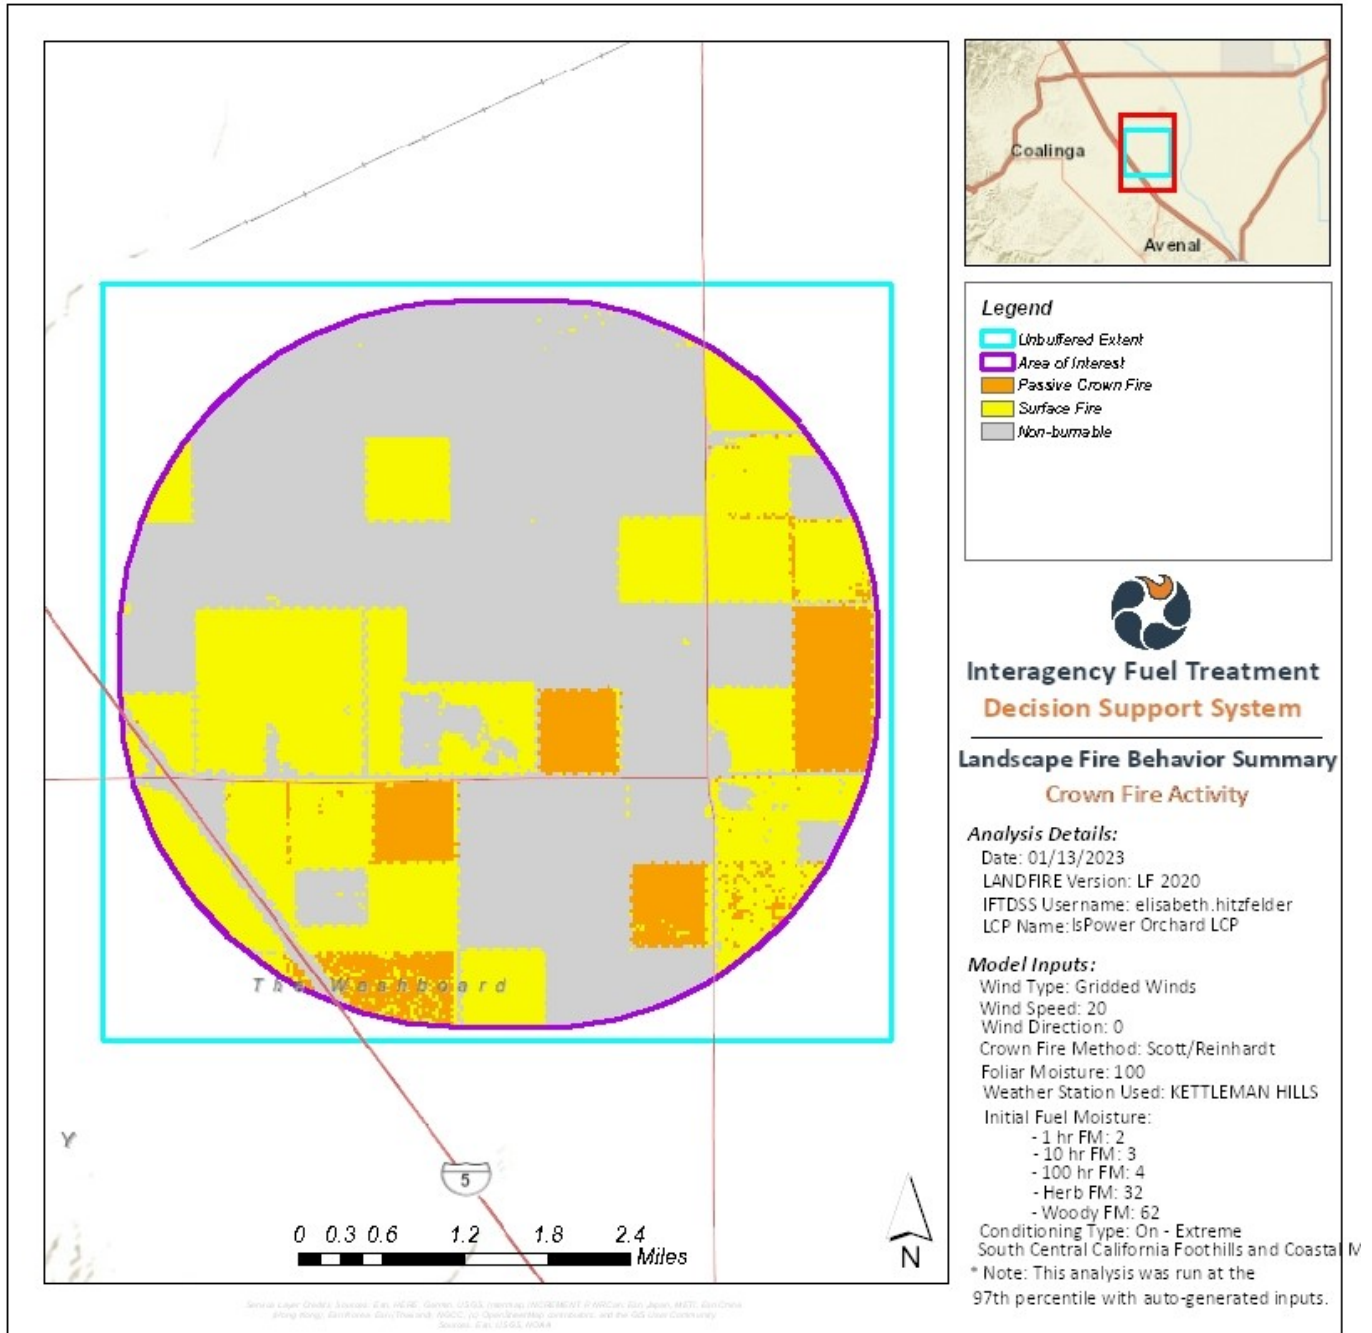 Coalinga
Avenal
Legend
Unbuffered Extent
Area of Interest
Passive Crown Fire
Surface Fire
Non-burnable
The Washboard
Y
5
0 0.3 0.6 1.2 1.8 2.4
Miles
N
Interagency Fuel Treatment
Decision Support System
Landscape Fire Behavior Summary
Crown Fire Activity
Analysis Details:
Date: 01/13/2023
LANDFIRE Version: LF 2020
IFTDSS Username: elisabeth.hitzfelder
LCP Name: IsPower Orchard LCP
Model Inputs:
Wind Type: Gridded Winds
Wind Speed: 20
Wind Direction: 0
Crown Fire Method: Scott/Reinhardt
Foliar Moisture: 100
Weather Station Used: KETTLEMAN HILLS
Initial Fuel Moisture:
- 1 hr FM: 2
- 10 hr FM: 3
- 100 hr FM: 4
- Herb FM: 32
- Woody FM: 62
Conditioning Type: On - Extreme
South Central California Foothills and Coastal M
* Note: This analysis was run at the
97th percentile with auto-generated inputs.